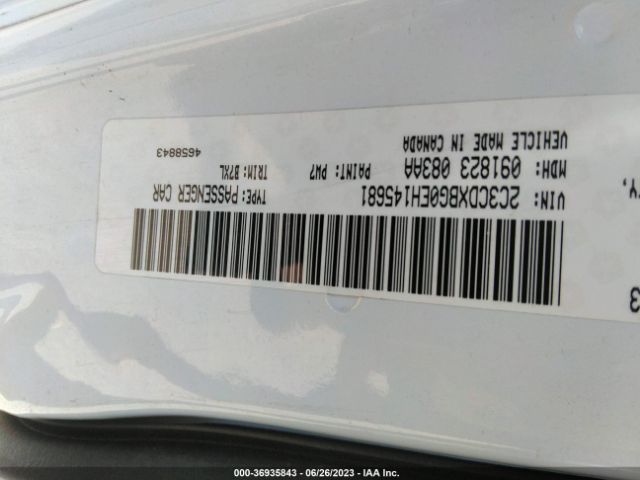 VIN: 2C3CDXBG0EH145681 TYPE: PASSENGER CAR
MDH: 091823 083AA PAINT: PW7 TRIM: B7XL
VEHICLE MADE IN CANADA 4658843
000-36935843 / 06/26/2023 / IAA Inc.